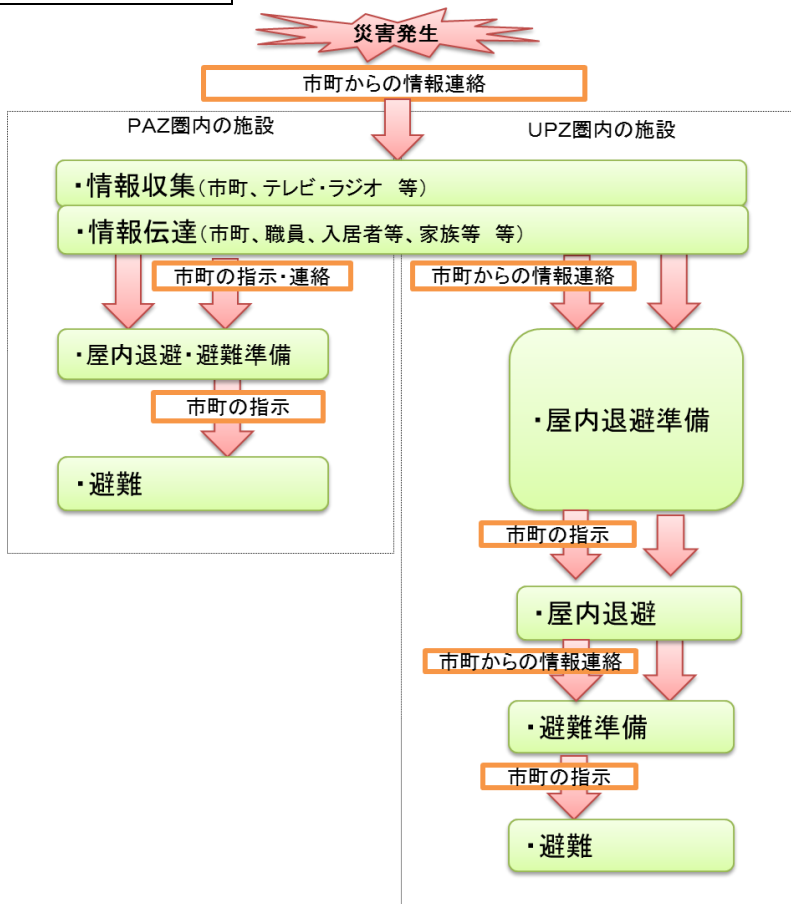 災害発生
市町からの情報連絡
PAZ圏内の施設
UPZ圏内の施設
・情報収集(市町、テレビ・ラジオ 等)
・情報伝達(市町、職員、入居者等、家族等 等)
市町の指示・連絡
・屋内退避・避難準備
市町の指示
・避難
市町からの情報連絡
・屋内退避準備
市町の指示
・屋内退避
市町からの情報連絡
・避難準備
市町の指示
・避難